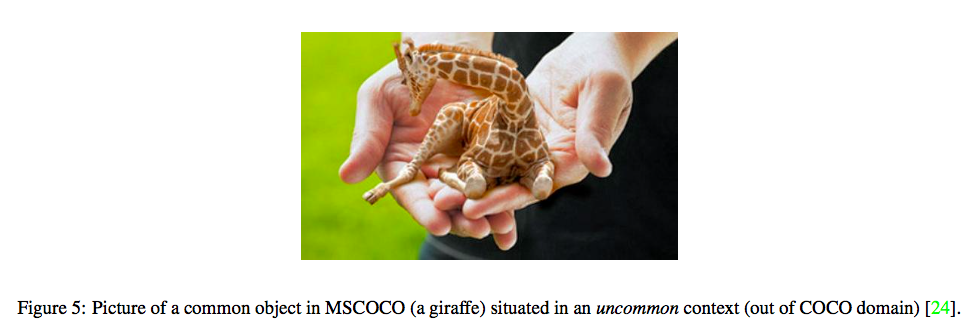 Figure 5: Picture of a common object in MSCOCO (a giraffe) situated in an uncommon context (out of COCO domain) [24].